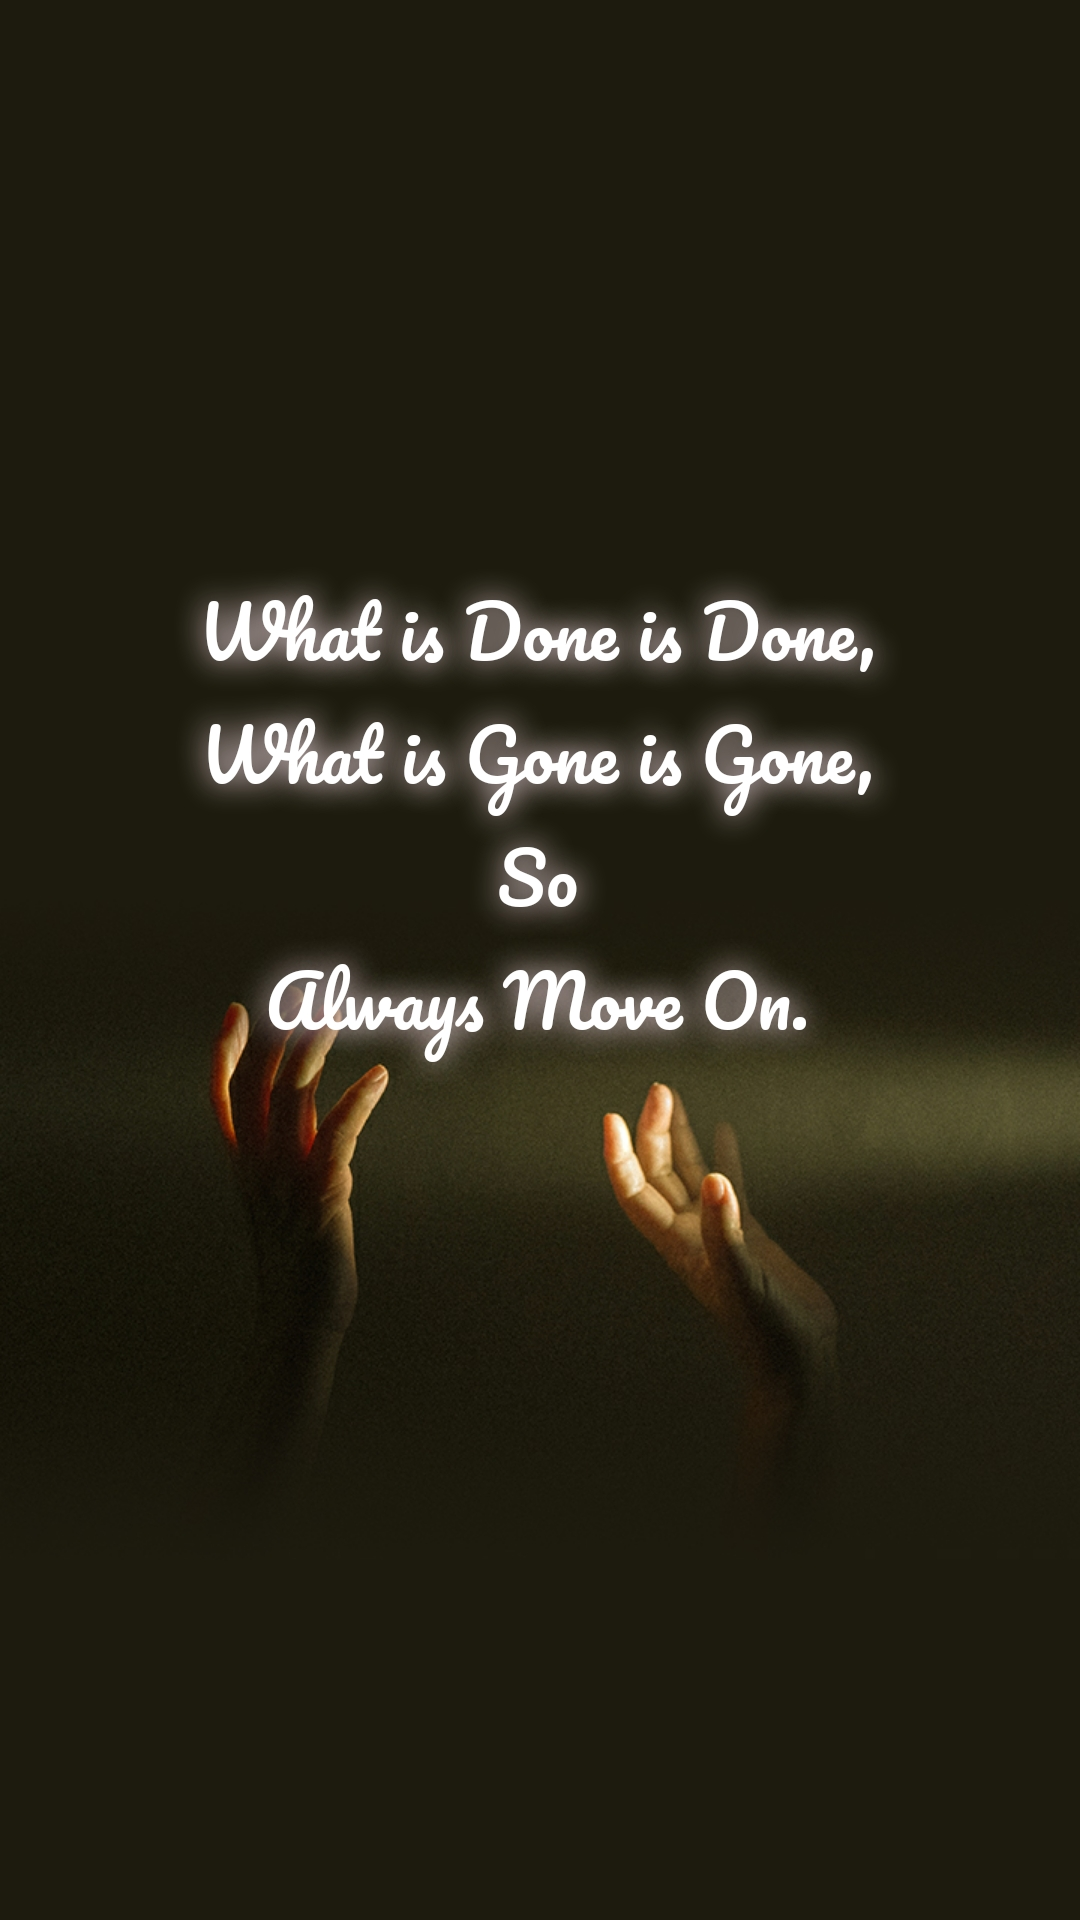 What is Done is Done,
What is Gone is Gone,
So
Always Move On.